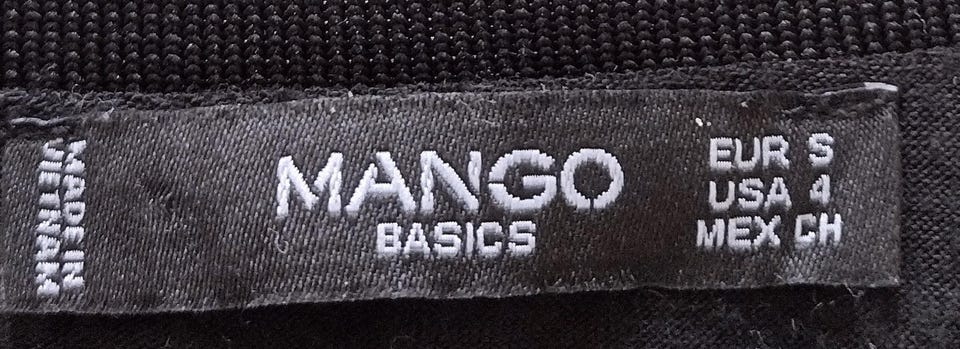 MADE IN
VIETNAM
MANGO
BASICS
EUR S
USA 4
MEX CH